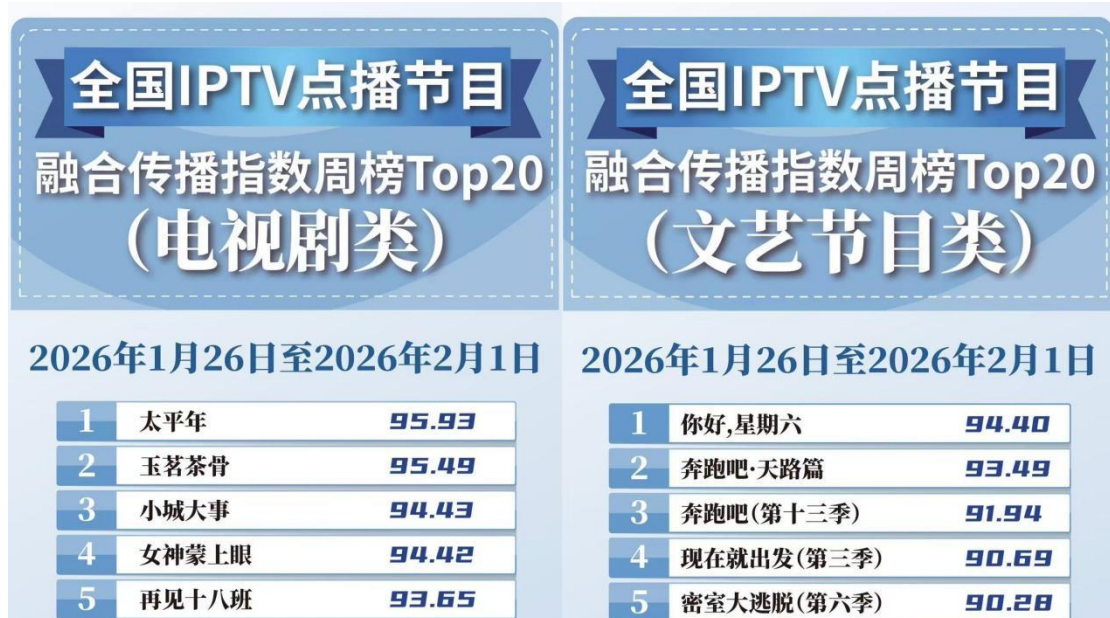 全国IPTV点播节目
融合传播指数周榜Top20
(电视剧类)
2026年1月26日至2026年2月1日
1 太平年 95.93
2 玉茗茶骨 95.49
3 小城大事 94.43
4 女神蒙上眼 94.42
5 再见十八班 93.65
全国IPTV点播节目
融合传播指数周榜Top20
(文艺节目类)
2026年1月26日至2026年2月1日
1 你好,星期六 94.40
2 奔跑吧·天路篇 93.49
3 奔跑吧(第十三季) 91.94
4 现在就出发(第三季) 90.69
5 密室大逃脱(第六季) 90.28